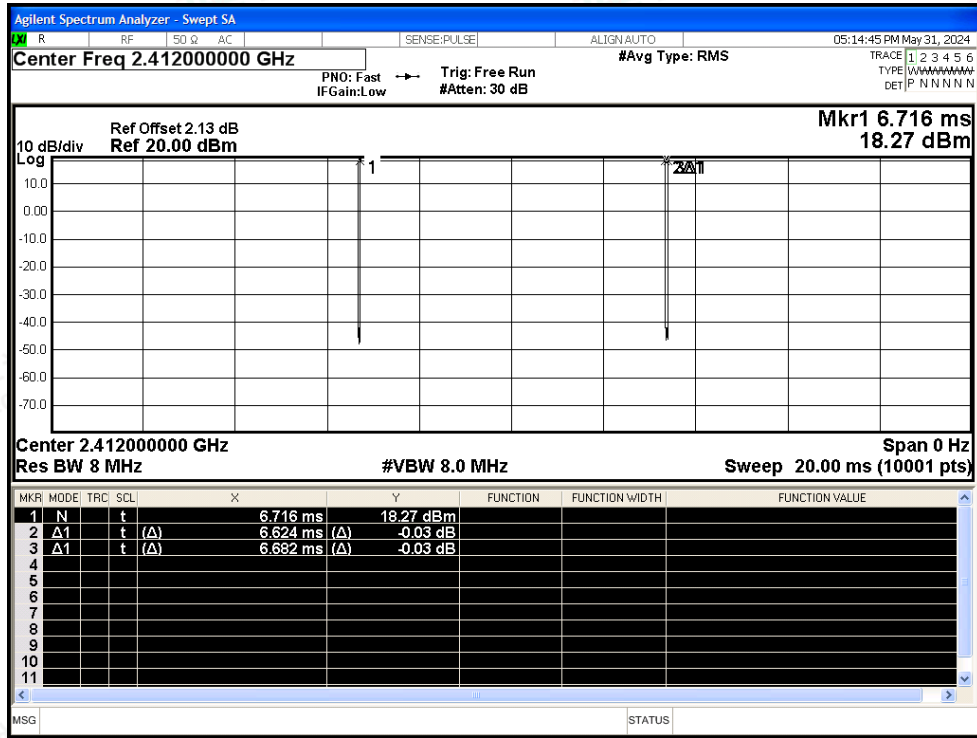 Agilent Spectrum Analyzer - Swept SA
LXI R RF 50 Ω AC SENSE:PULSE ALIGN AUTO 05:14:45 PM May 31, 2024
Center Freq 2.412000000 GHz
PNO: Fast
IFGain:Low
Trig: Free Run
#Atten: 30 dB
#Avg Type: RMS
TRACE 1 2 3 4 5 6
TYPE
DET P N N N N N
10 dB/div
Log
Ref Offset 2.13 dB
Ref 20.00 dBm
Mkr1 6.716 ms
18.27 dBm
1
10.0
0.00
-10.0
-20.0
-30.0
-40.0
-50.0
-60.0
-70.0
Center 2.412000000 GHz Span 0 Hz
Res BW 8 MHz #VBW 8.0 MHz Sweep 20.00 ms (10001 pts)
MKR MODE TRC SCL X Y FUNCTION FUNCTION WIDTH FUNCTION VALUE
1 N t 6.716 ms 18.27 dBm
2 Δ1 t (Δ) 6.624 ms (Δ) -0.03 dB
3 Δ1 t (Δ) 6.682 ms (Δ) -0.03 dB
4
5
6
7
8
9
10
11
MSG STATUS